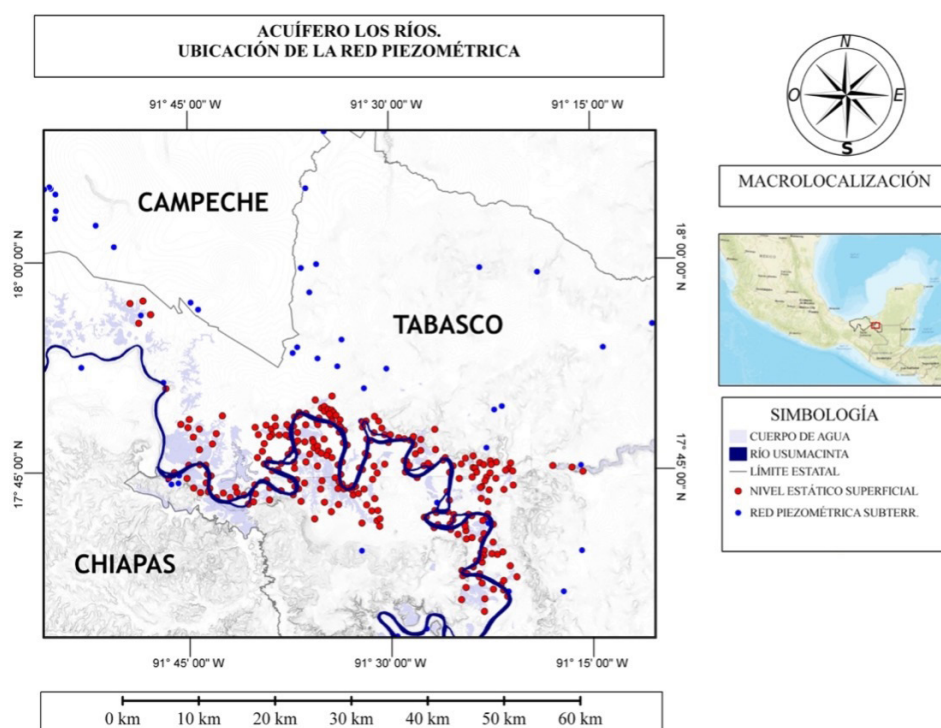 ACUÍFERO LOS RÍOS.
UBICACIÓN DE LA RED PIEZOMÉTRICA
91° 45' 00" W
91° 30' 00" W
91° 15' 00" W
18° 00' 00" N
17° 45' 00" N
CAMPECHE
TABASCO
CHIAPAS
18° 00' 00" N
17° 45' 00" N
91° 45' 00" W
91° 30' 00" W
91° 15' 00" W
0 km 10 km 20 km 30 km 40 km 50 km 60 km
N
O E
S
MACROLOCALIZACIÓN
SIMBOLOGÍA
CUERPO DE AGUA
RÍO USUMACINTA
LÍMITE ESTATAL
NIVEL ESTÁTICO SUPERFICIAL
RED PIEZOMÉTRICA SUBTERR.